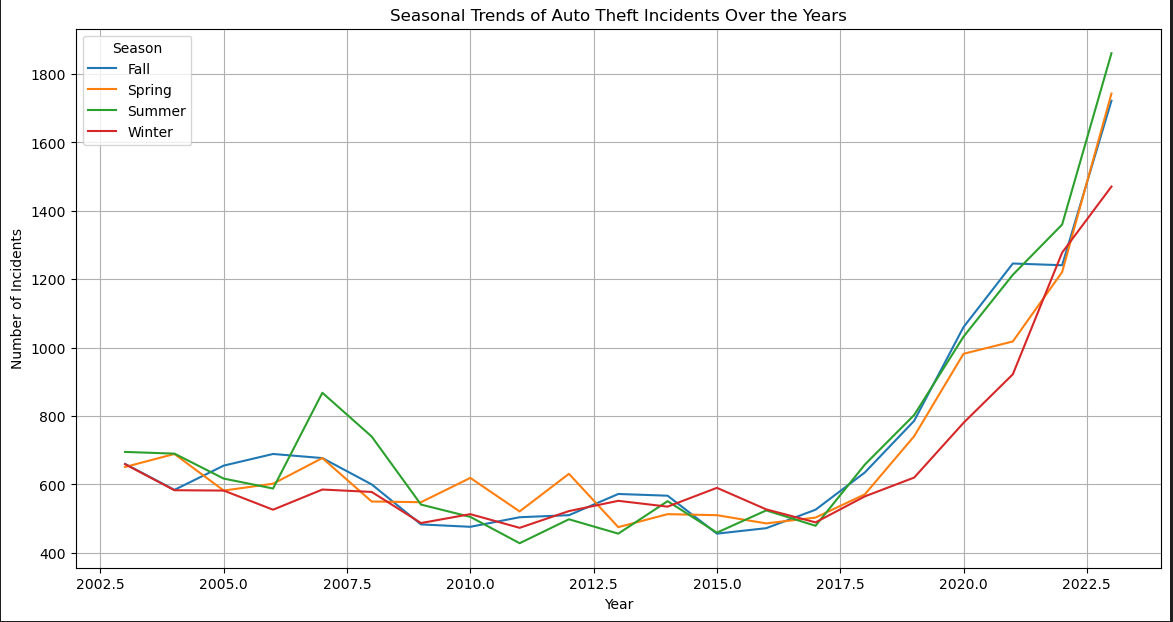 Seasonal Trends of Auto Theft Incidents Over the Years
Season
Fall
Spring
Summer
Winter
1800
1600
1400
1200
1000
800
600
400
Number of Incidents
2002.5 2005.0 2007.5 2010.0 2012.5 2015.0 2017.5 2020.0 2022.5
Year